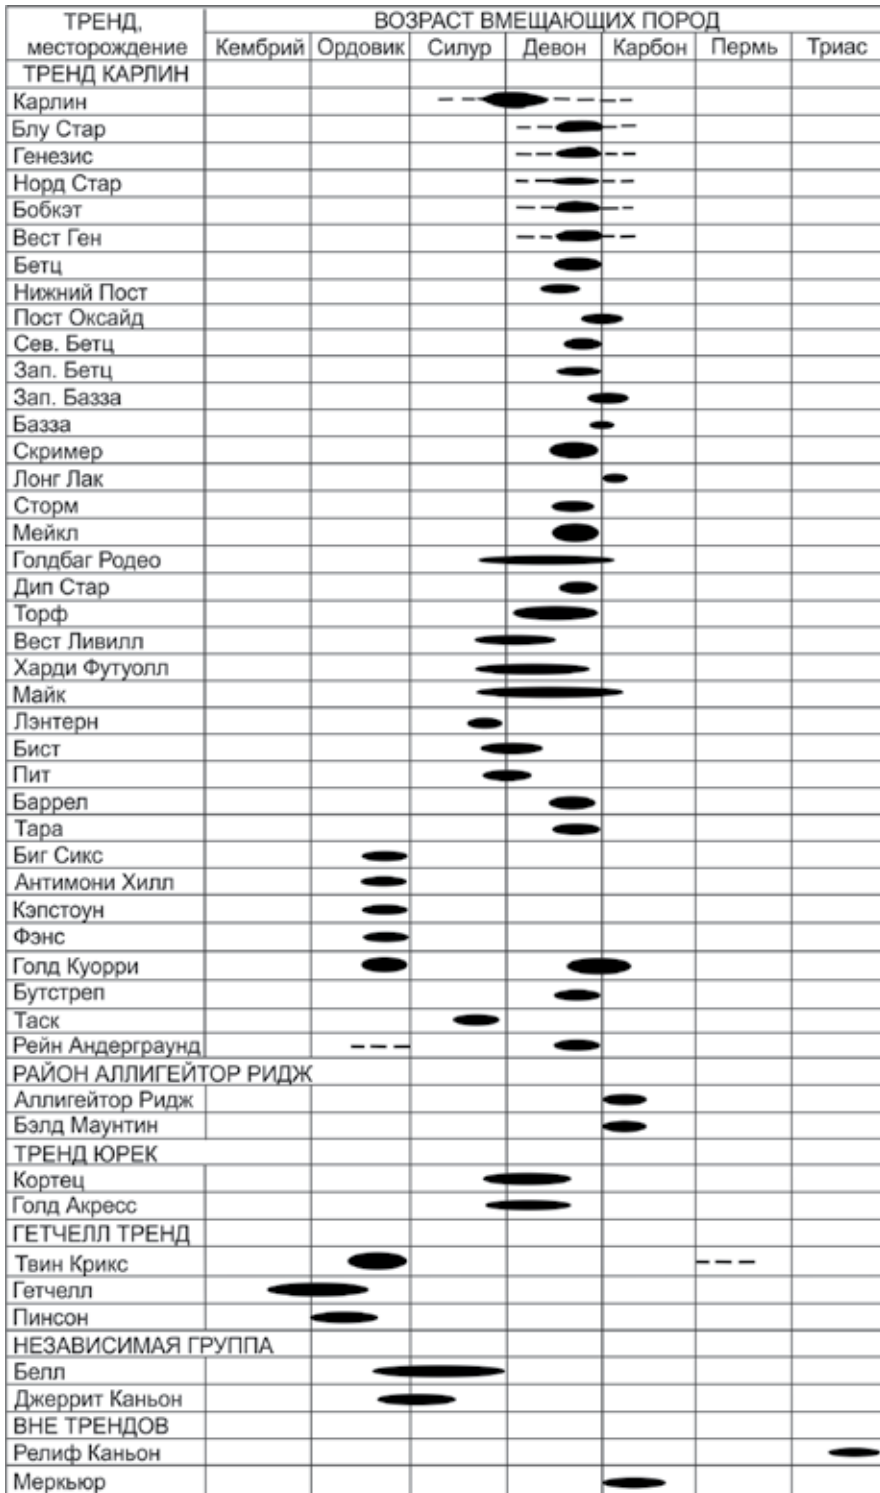 ТРЕНД, месторождение
ВОЗРАСТ ВМЕЩАЮЩИХ ПОРОД
Кембрий Ордовик Силур Девон Карбон Пермь Триас
ТРЕНД КАРЛИН
Карлин
Блу Стар
Генезис
Норд Стар
Бобкэт
Вест Ген
Бетц
Нижний Пост
Пост Оксайд
Сев. Бетц
Зап. Бетц
Зап. Базза
Базза
Скример
Лонг Лак
Сторм
Мейкл
Голдбаг Родео
Дип Стар
Торф
Вест Ливилл
Харди Футуолл
Майк
Лэнтерн
Бист
Пит
Баррел
Тара
Биг Сикс
Антимони Хилл
Кэпстоун
Фэнс
Голд Куорри
Бутстреп
Таск
Рейн Андерграунд
РАЙОН АЛЛИГЕЙТОР РИДЖ
Аллигейтор Ридж
Бэлд Маунтин
ТРЕНД ЮРЕК
Кортец
Голд Акресс
ГЕТЧЕЛЛ ТРЕНД
Твин Крикс
Гетчелл
Пинсон
НЕЗАВИСИМАЯ ГРУППА
Белл
Джеррит Каньон
ВНЕ ТРЕНДОВ
Релиф Каньон
Меркьюр